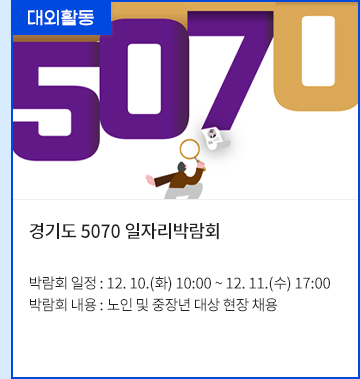 대외활동
5070
경기도 5070 일자리박람회
박람회 일정 : 12. 10.(화) 10:00 ~ 12. 11.(수) 17:00
박람회 내용 : 노인 및 중장년 대상 현장 채용